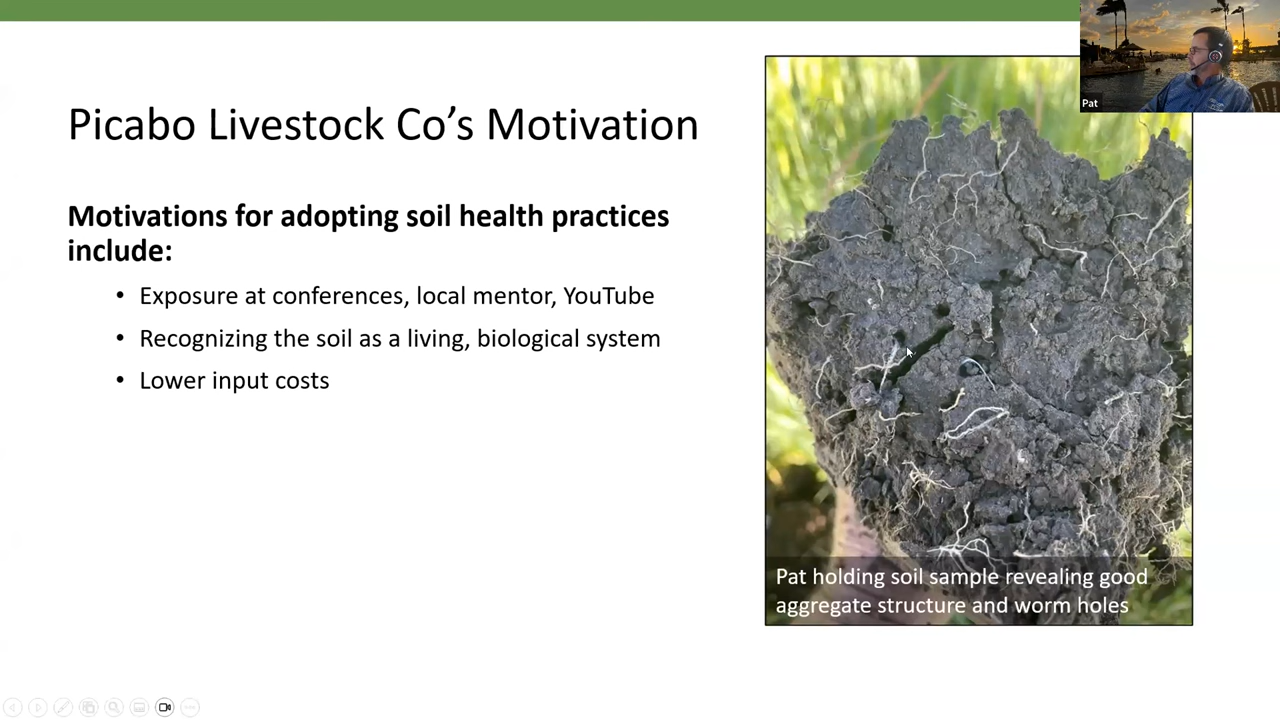 Pat
Picabo Livestock Co’s Motivation
Motivations for adopting soil health practices
include:
• Exposure at conferences, local mentor, YouTube
• Recognizing the soil as a living, biological system
• Lower input costs
Pat holding soil sample revealing good
aggregate structure and worm holes